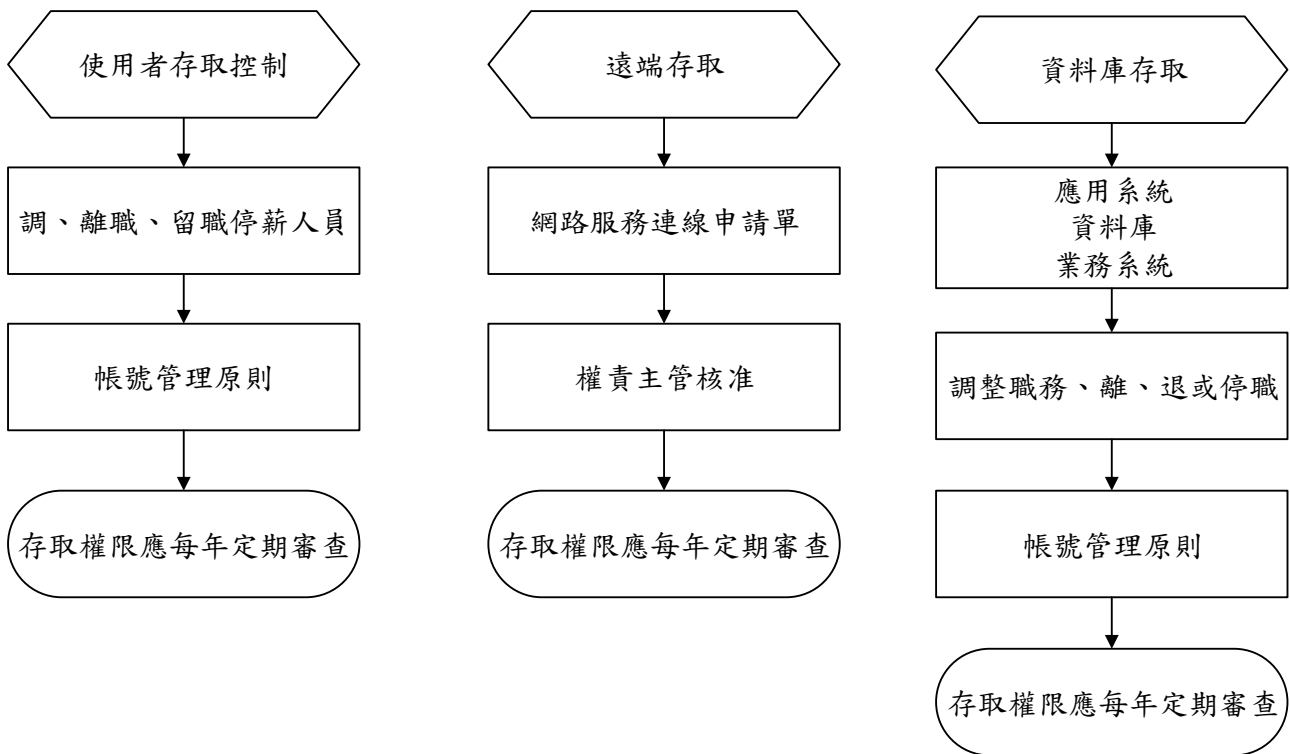 使用者存取控制
調、離職、留職停薪人員
帳號管理原則
存取權限應每年定期審查
遠端存取
網路服務連線申請單
權責主管核准
存取權限應每年定期審查
資料庫存取
應用系統
資料庫
業務系統
調整職務、離、退或停職
帳號管理原則
存取權限應每年定期審查